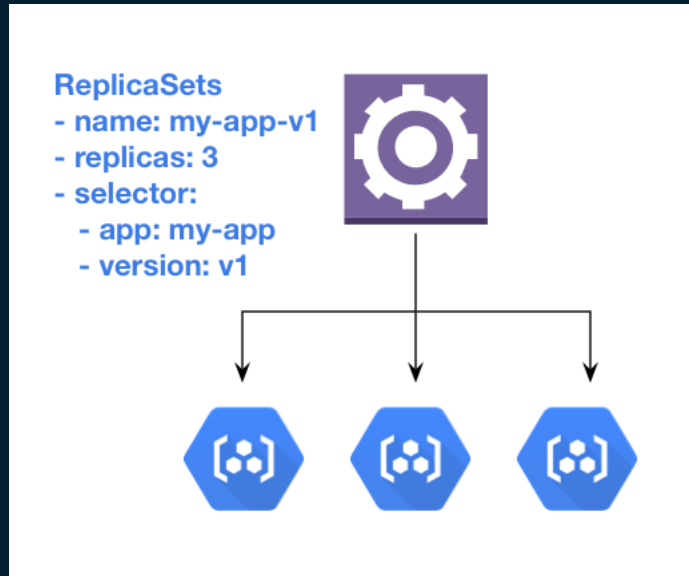 ReplicaSets
- name: my-app-v1
- replicas: 3
- selector:
- app: my-app
- version: v1